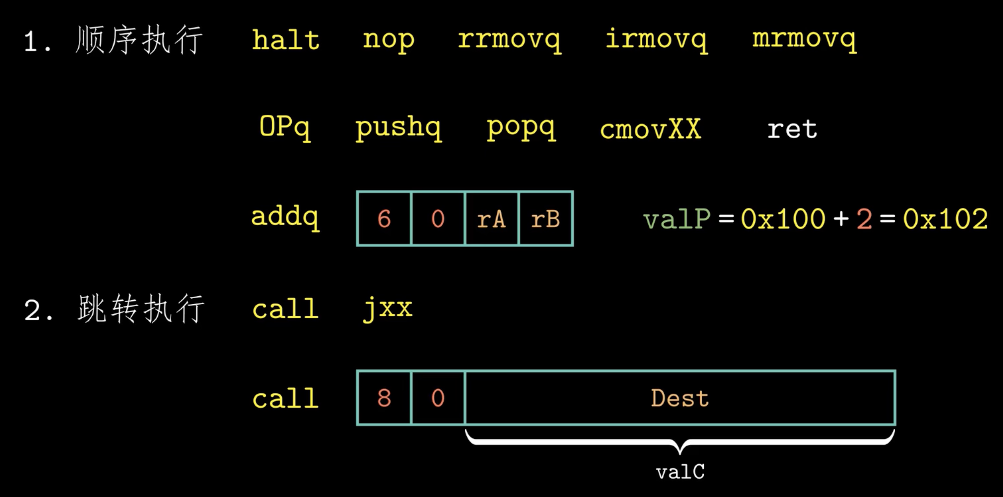 1. 顺序执行 halt nop rrmovq irmovq mrmovq
OPq pushq popq cmovXX ret
addq 6 0 rA rB valP = 0x100 + 2 = 0x102
2. 跳转执行 call jxx
call 8 0 Dest
valC